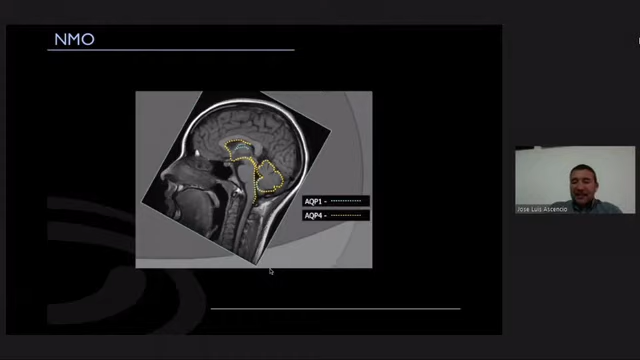 NMO
AQP1 - -------------
AQP4 - -------------
Jose Luis Ascencio